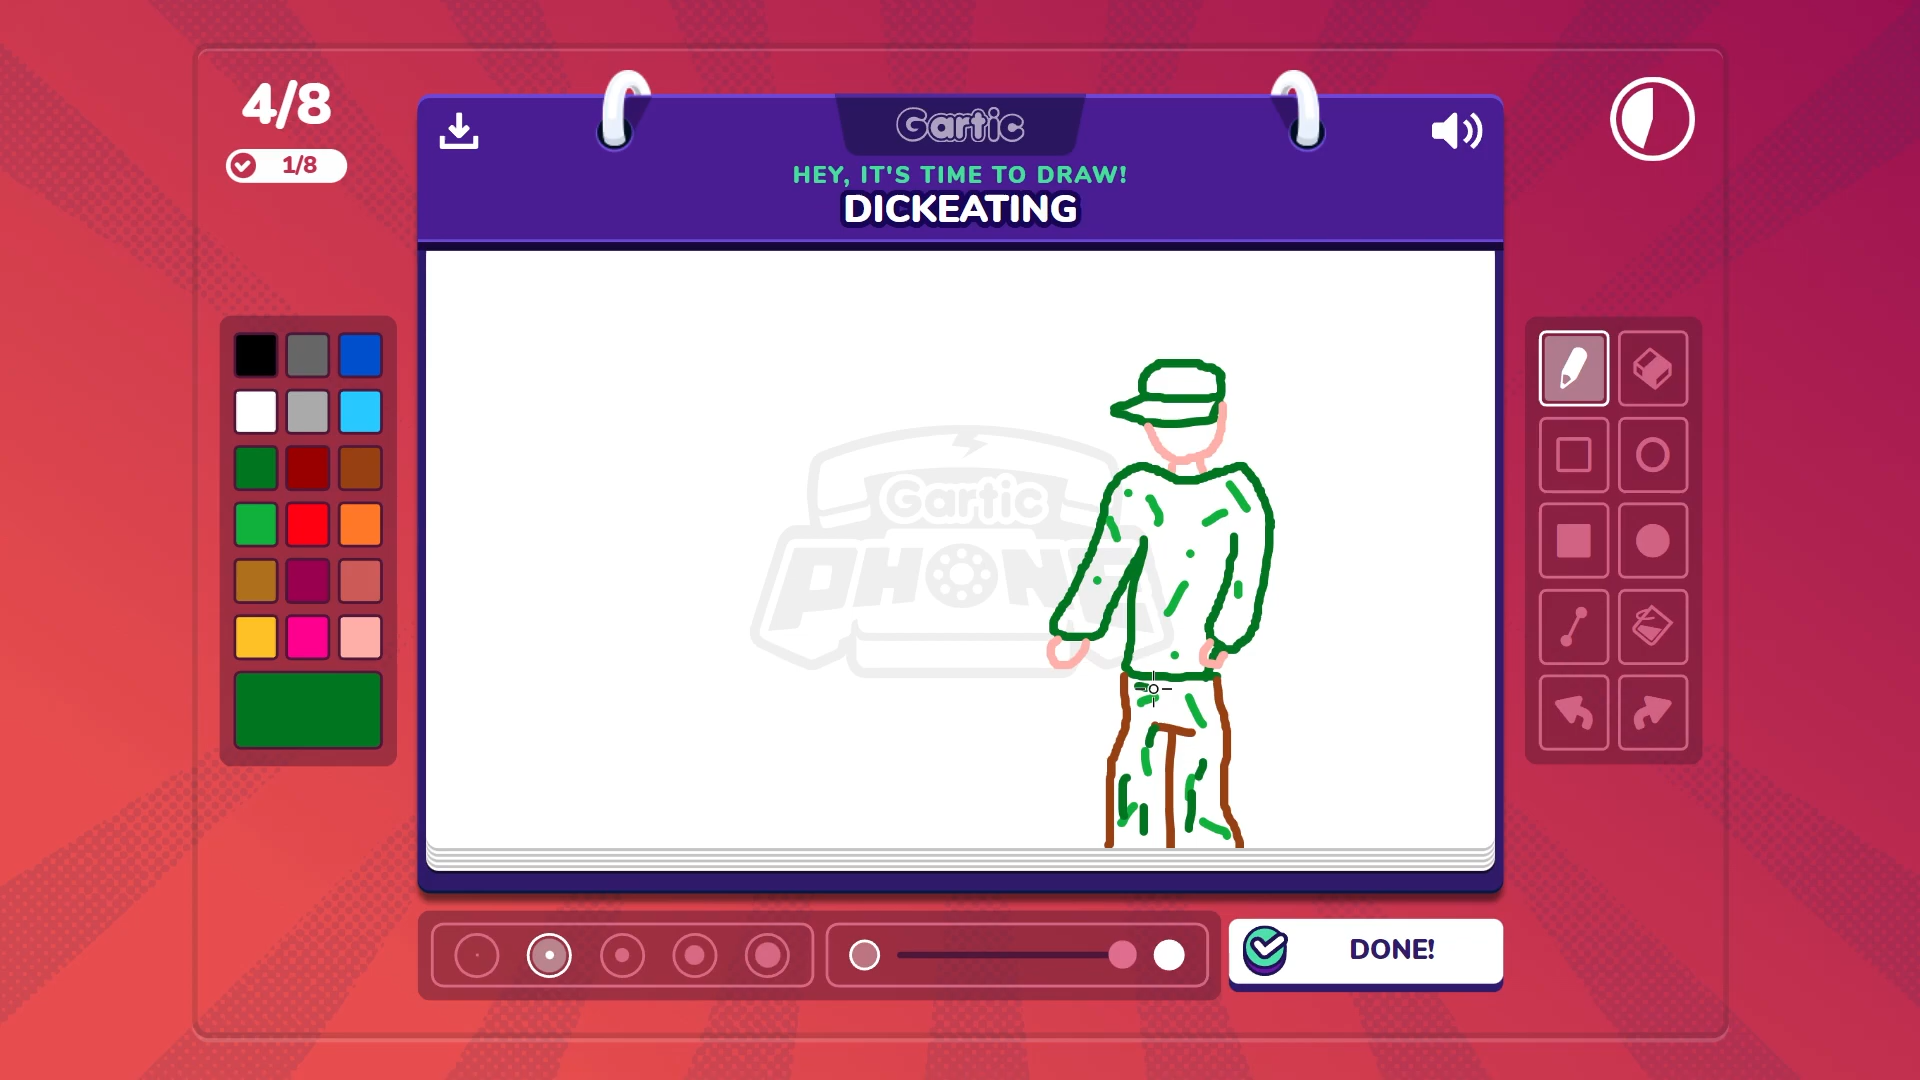 4/8
1/8
Gartic
HEY, IT'S TIME TO DRAW!
DICKEATING
Gartic
PHONE
DONE!